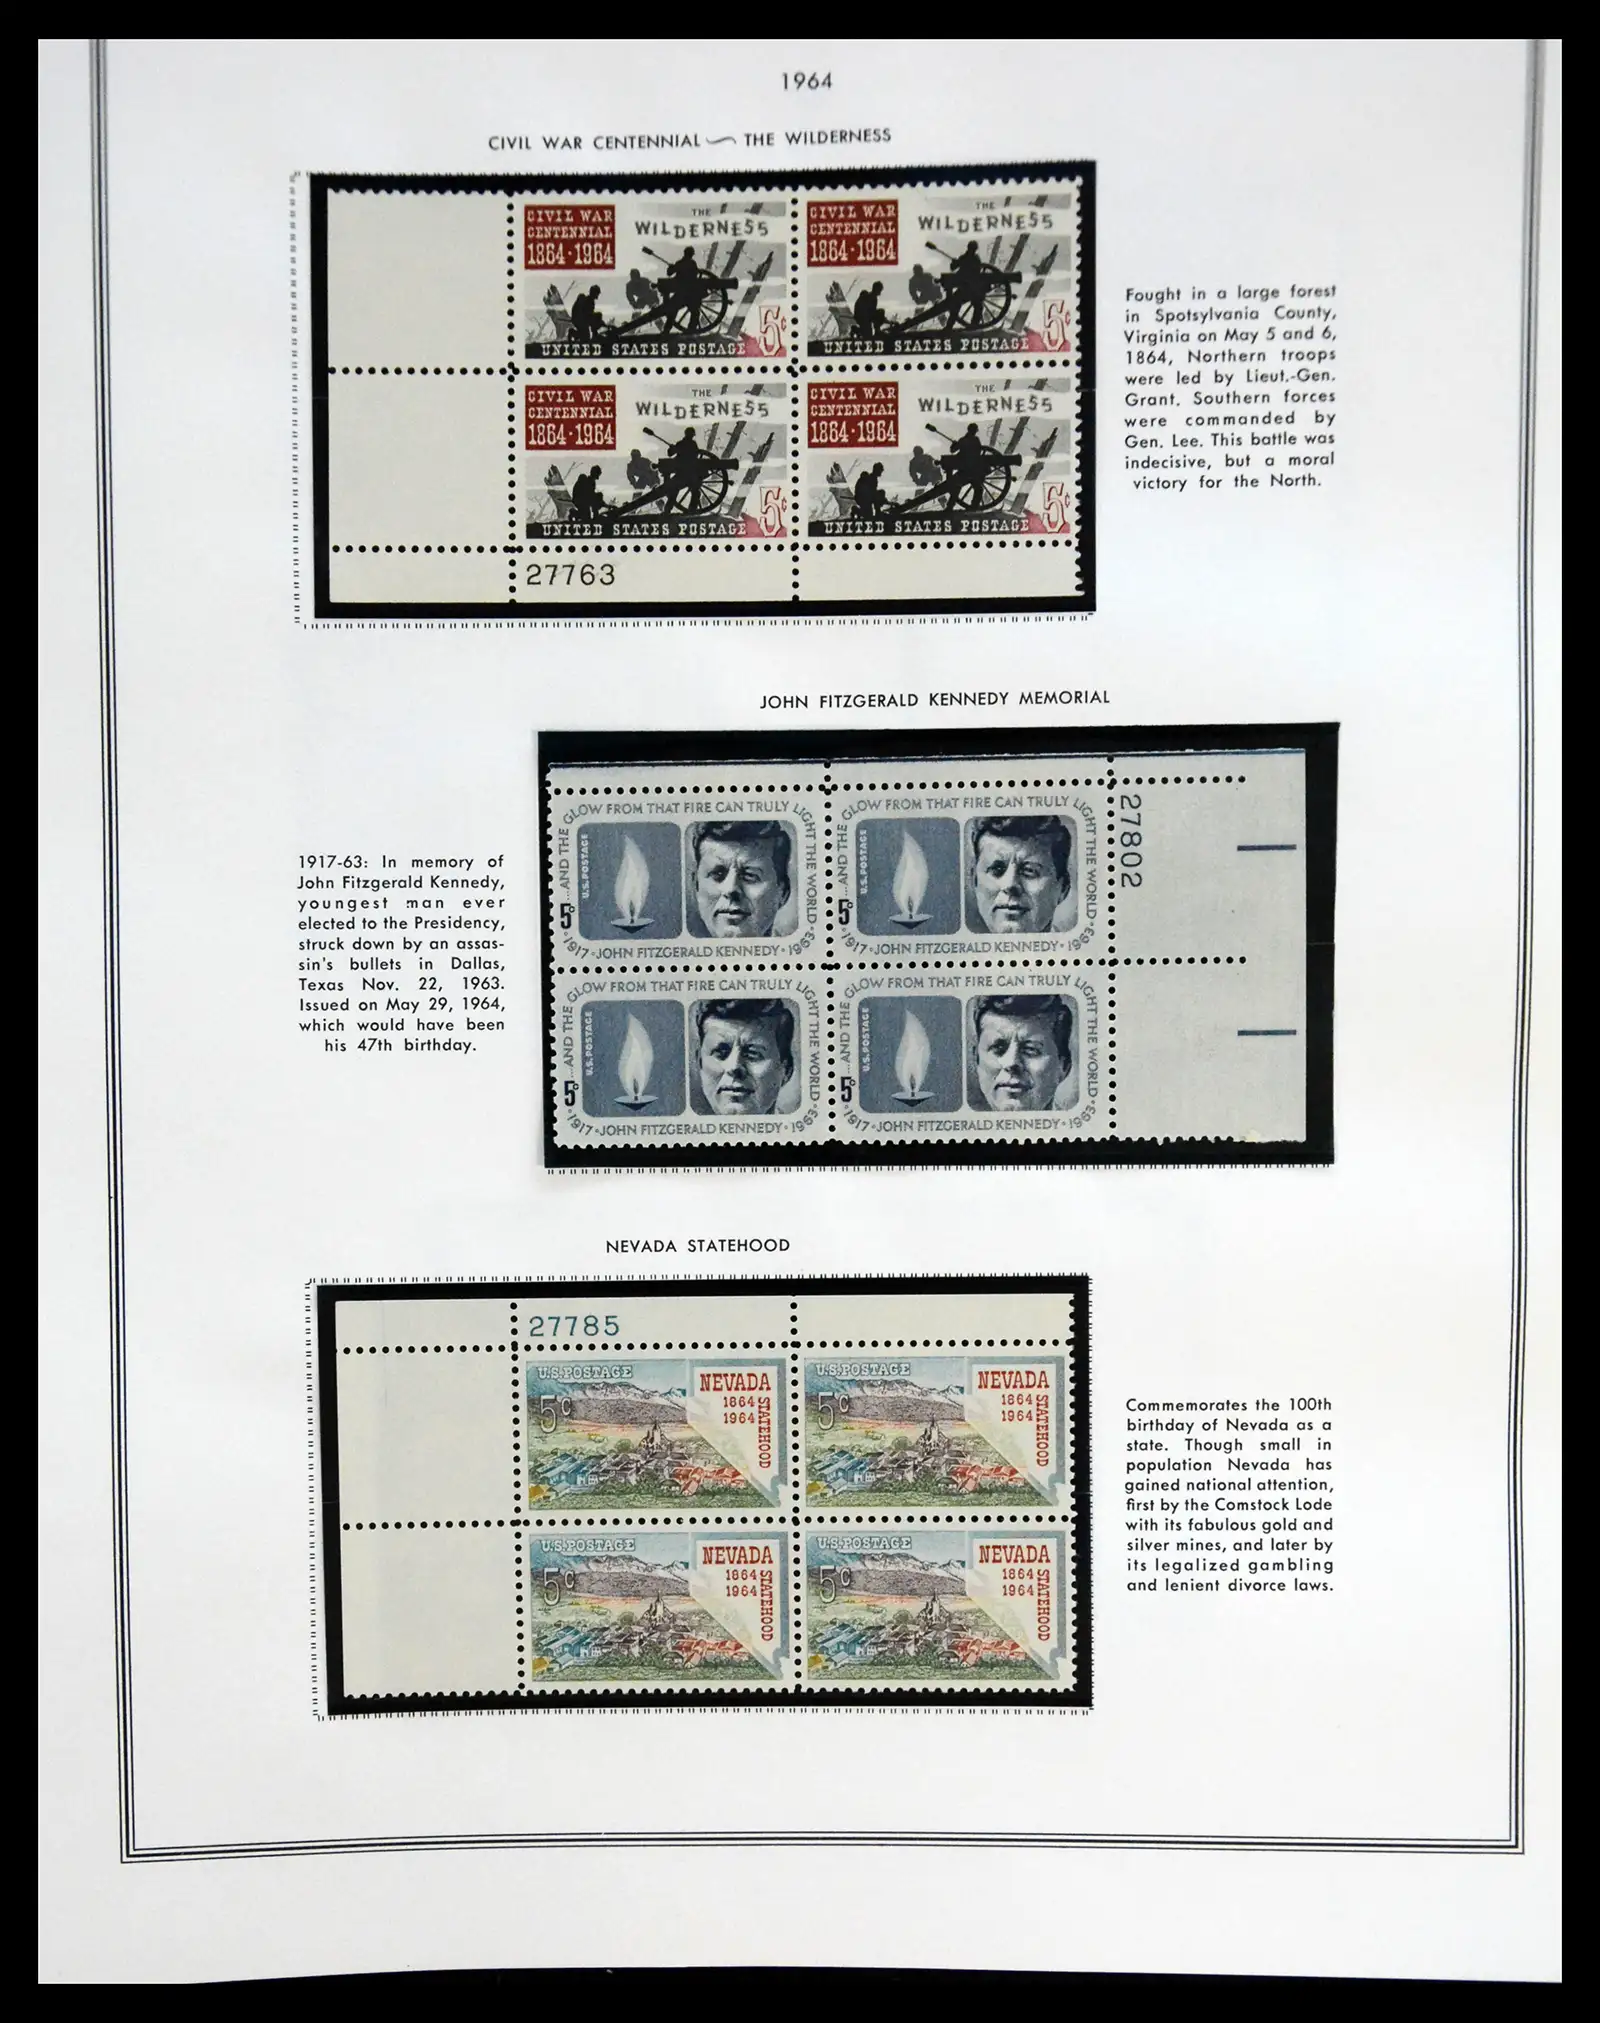 1964
CIVIL WAR CENTENNIAL — THE WILDERNESS
CIVIL WAR
CENTENNIAL
1864·1964
THE
WILDERNESS
5¢
UNITED STATES POSTAGE
CIVIL WAR
CENTENNIAL
1864·1964
THE
WILDERNESS
5¢
UNITED STATES POSTAGE
CIVIL WAR
CENTENNIAL
1864·1964
THE
WILDERNESS
5¢
UNITED STATES POSTAGE
CIVIL WAR
CENTENNIAL
1864·1964
THE
WILDERNESS
5¢
UNITED STATES POSTAGE
27763
Fought in a large forest
in Spotsylvania County,
Virginia on May 5 and 6,
1864, Northern troops
were led by Lieut.-Gen.
Grant. Southern forces
were commanded by
Gen. Lee. This battle was
indecisive, but a moral
victory for the North.
JOHN FITZGERALD KENNEDY MEMORIAL
1917-63: In memory of
John Fitzgerald Kennedy,
youngest man ever
elected to the Presidency,
struck down by an assas-
sin's bullets in Dallas,
Texas Nov. 22, 1963.
Issued on May 29, 1964,
which would have been
his 47th birthday.
...AND THE GLOW FROM THAT FIRE CAN TRULY LIGHT THE WORLD
U.S. POSTAGE
5¢
1917·JOHN FITZGERALD KENNEDY·1963
...AND THE GLOW FROM THAT FIRE CAN TRULY LIGHT THE WORLD
U.S. POSTAGE
5¢
1917·JOHN FITZGERALD KENNEDY·1963
27802
...AND THE GLOW FROM THAT FIRE CAN TRULY LIGHT THE WORLD
U.S. POSTAGE
5¢
1917·JOHN FITZGERALD KENNEDY·1963
...AND THE GLOW FROM THAT FIRE CAN TRULY LIGHT THE WORLD
U.S. POSTAGE
5¢
1917·JOHN FITZGERALD KENNEDY·1963
NEVADA STATEHOOD
27785
U.S. POSTAGE
5c
NEVADA
1864
1964
STATEHOOD
U.S. POSTAGE
5c
NEVADA
1864
1964
STATEHOOD
U.S. POSTAGE
5c
NEVADA
1864
1964
STATEHOOD
U.S. POSTAGE
5c
NEVADA
1864
1964
STATEHOOD
Commemorates the 100th
birthday of Nevada as a
state. Though small in
population Nevada has
gained national attention,
first by the Comstock Lode
with its fabulous gold and
silver mines, and later by
its legalized gambling
and lenient divorce laws.